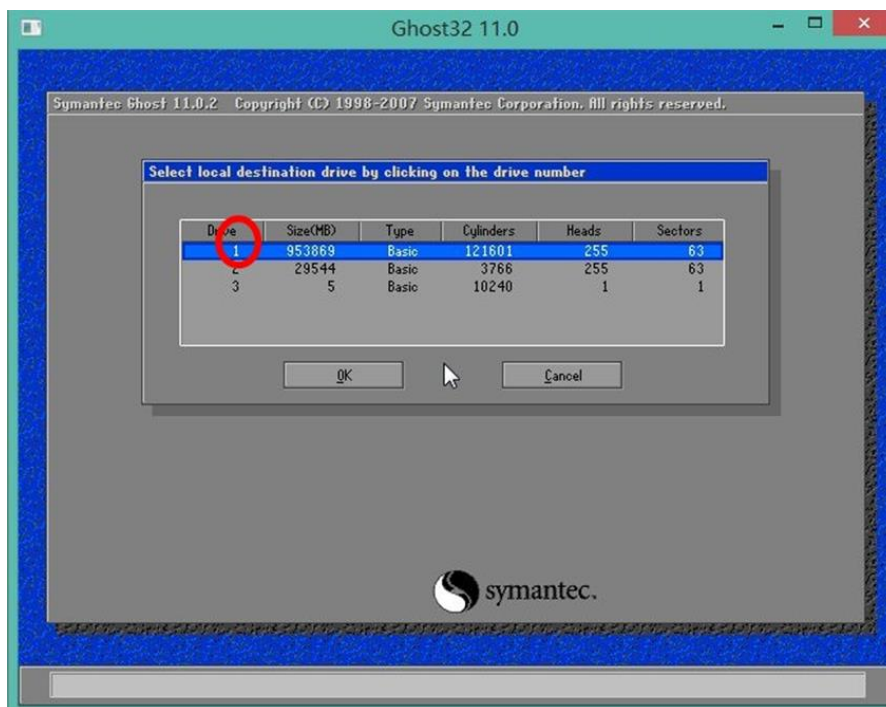 Ghost32 11.0
Symantec Ghost 11.0.2 Copyright (C) 1998-2007 Symantec Corporation. All rights reserved.
Select local destination drive by clicking on the drive number
Drive Size(MB) Type Cylinders Heads Sectors
1 953869 Basic 121601 255 63
2 29544 Basic 3766 255 63
3 5 Basic 10240 1 1
OK Cancel
symantec.